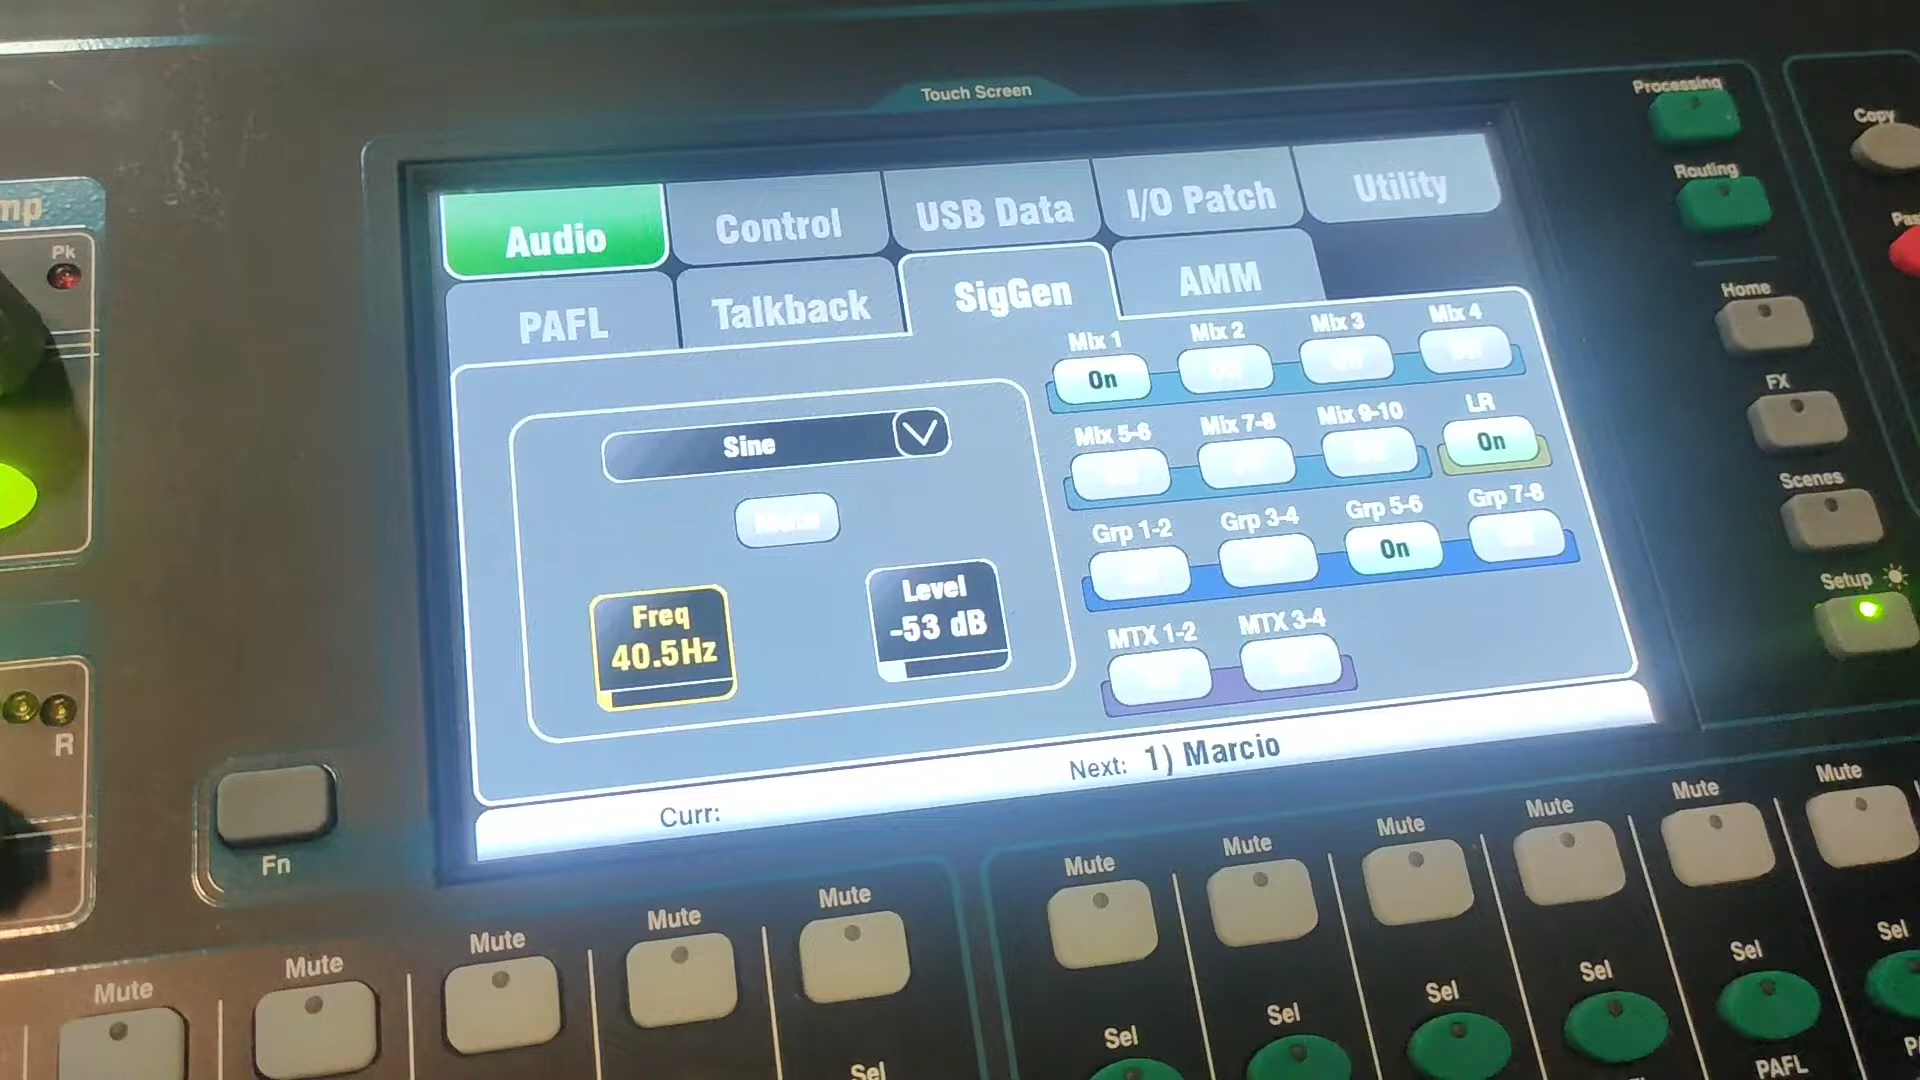 Touch Screen
Processing
Copy
Routing
mp
Pk
Audio
Control
USB Data
I/O Patch
Utility
PAFL
Talkback
SigGen
AMM
Home
Mix 1
Mix 2
Mix 3
Mix 4
On
Sine
Mix 5-6
Mix 7-8
Mix 9-10
LR
On
FX
Grp 1-2
Grp 3-4
Grp 5-6
Grp 7-8
On
Scenes
Freq
40.5Hz
Level
-53 dB
MTX 1-2
MTX 3-4
Setup
R
Curr:
Next: 1) Marcio
Fn
Mute
Mute
Mute
Mute
Mute
Mute
Mute
Mute
Mute
Mute
Mute
Sel
Sel
Sel
Sel
Sel
Sel
Sel
PAFL